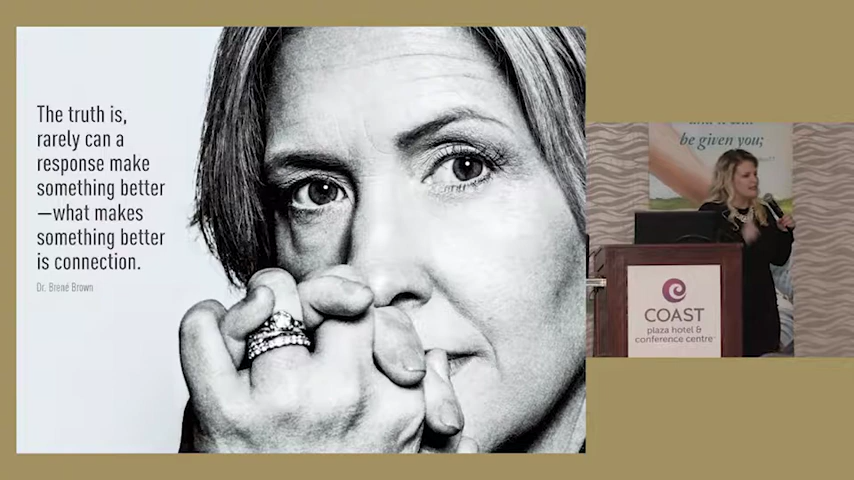 The truth is,
rarely can a
response make
something better
—what makes
something better
is connection.
Dr. Brené Brown
be given you;
COAST
plaza hotel &
conference centre